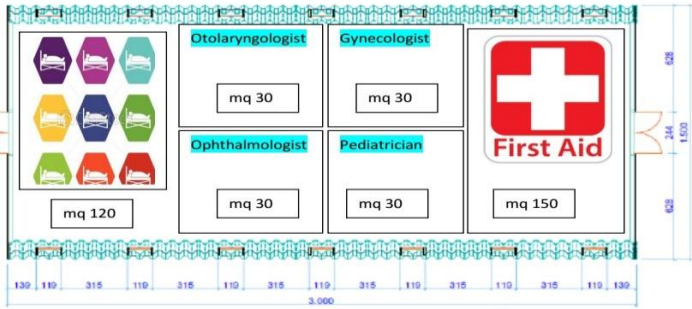 Otolaryngologist
Gynecologist
mq 30
mq 30
Ophthalmologist
Pediatrician
mq 30
mq 30
mq 120
First Aid
mq 150
628
244
628
1.500
139 119 315 119 315 119 315 119 315 119 315 119 315 119 139
3.000